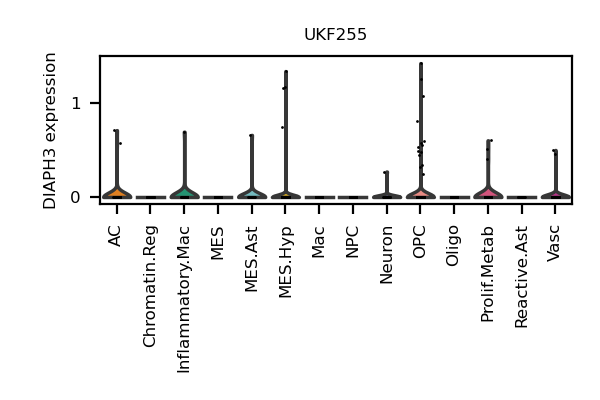 UKF255
DIAPH3 expression
1
0
AC
Chromatin.Reg
Inflammatory.Mac
MES
MES.Ast
MES.Hyp
Mac
NPC
Neuron
OPC
Oligo
Prolif.Metab
Reactive.Ast
Vasc